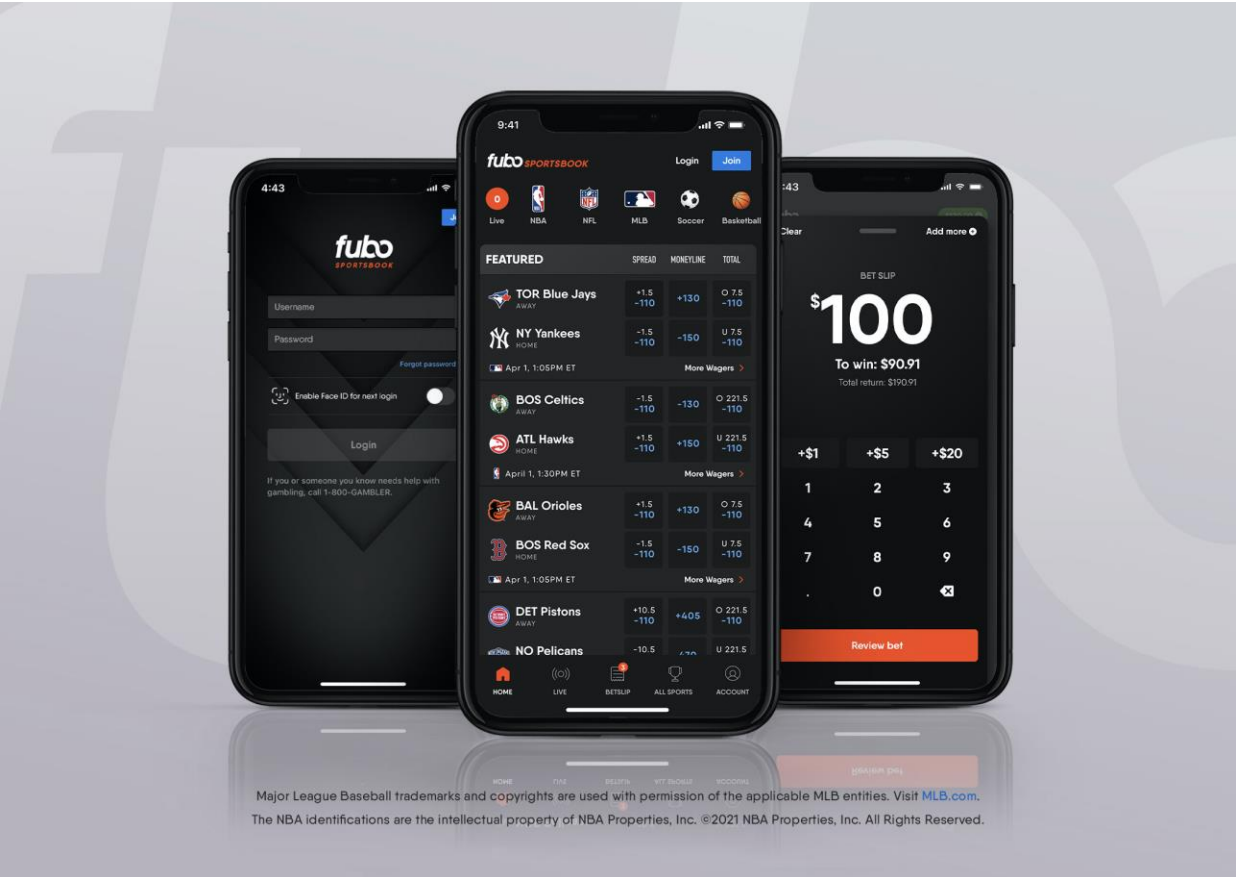 4:43
fubo
SPORTSBOOK
Username
Password
Forgot password
Enable Face ID for next login
Login
If you or someone you know needs help with
gambling, call 1-800-GAMBLER.
9:41
fubo SPORTSBOOK Login Join
Live NBA NFL MLB Soccer Basketball
FEATURED SPREAD MONEYLINE TOTAL
TOR Blue Jays +1.5 -110 +130 O 7.5 -110
AWAY
NY Yankees -1.5 -110 -150 U 7.5 -110
HOME
Apr 1, 1:05PM ET More Wagers >
BOS Celtics -1.5 -110 -130 O 221.5 -110
AWAY
ATL Hawks +1.5 -110 +150 U 221.5 -110
HOME
April 1, 1:30PM ET More Wagers >
BAL Orioles +1.5 -110 +130 O 7.5 -110
AWAY
BOS Red Sox -1.5 -110 -150 U 7.5 -110
HOME
Apr 1, 1:05PM ET More Wagers >
DET Pistons +10.5 -110 +405 O 221.5 -110
AWAY
NO Pelicans -10.5 U 221.5
HOME LIVE 3 BETSLIP ALL SPORTS ACCOUNT
:43
Clear Add more
BET SLIP
$100
To win: $90.91
Total return: $190.91
+$1 +$5 +$20
1 2 3
4 5 6
7 8 9
. 0
Review bet
Major League Baseball trademarks and copyrights are used with permission of the applicable MLB entities. Visit MLB.com.
The NBA identifications are the intellectual property of NBA Properties, Inc. ©2021 NBA Properties, Inc. All Rights Reserved.